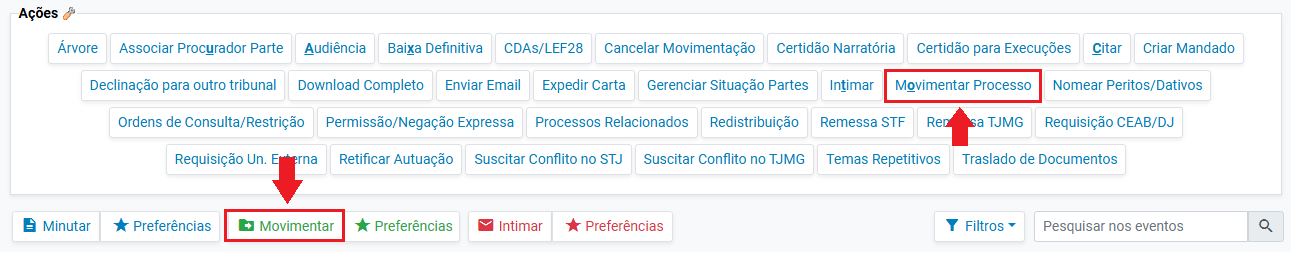 Ações
Árvore Associar Procurador Parte Audiência Baixa Definitiva CDAs/LEF28 Cancelar Movimentação Certidão Narratória Certidão para Execuções Citar Criar Mandado
Declinação para outro tribunal Download Completo Enviar Email Expedir Carta Gerenciar Situação Partes Intimar Movimentar Processo Nomear Peritos/Dativos
Ordens de Consulta/Restrição Permissão/Negação Expressa Processos Relacionados Redistribuição Remessa STF Remessa TJMG Requisição CEAB/DJ
Requisição Un. Externa Retificar Autuação Suscitar Conflito no STJ Suscitar Conflito no TJMG Temas Repetitivos Traslado de Documentos
Minutar Preferências Movimentar Preferências Intimar Preferências Filtros Pesquisar nos eventos